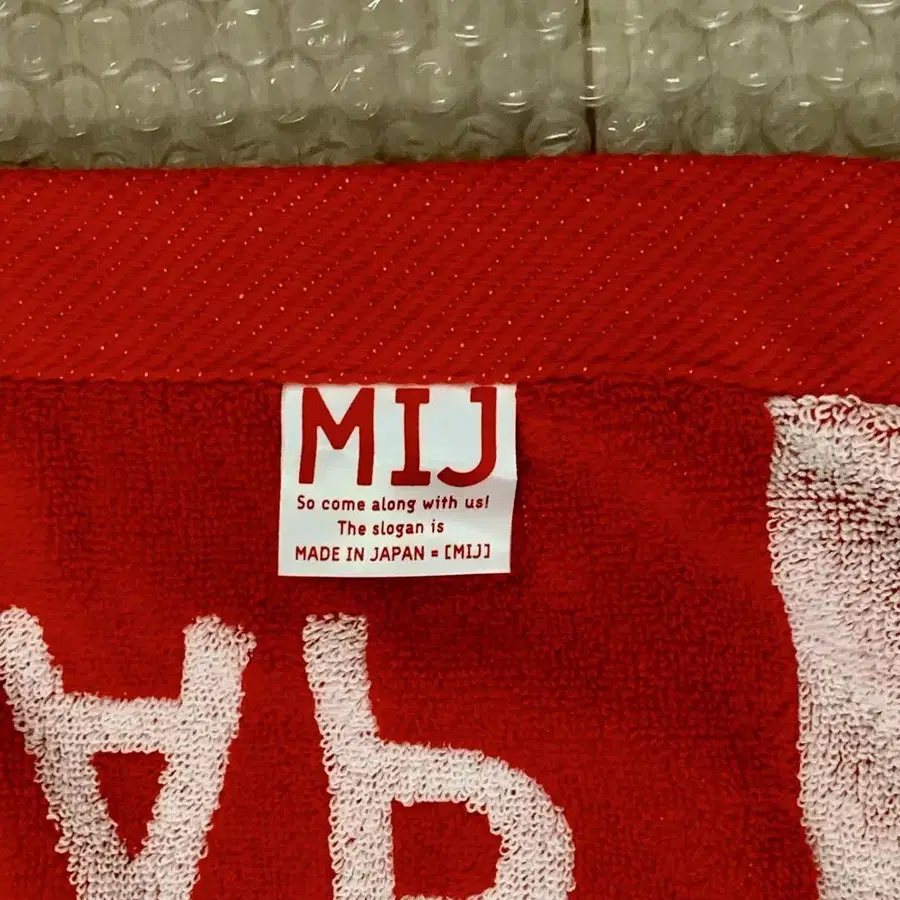 MIJ
So come along with us!
The slogan is
MADE IN JAPAN = [MIJ]